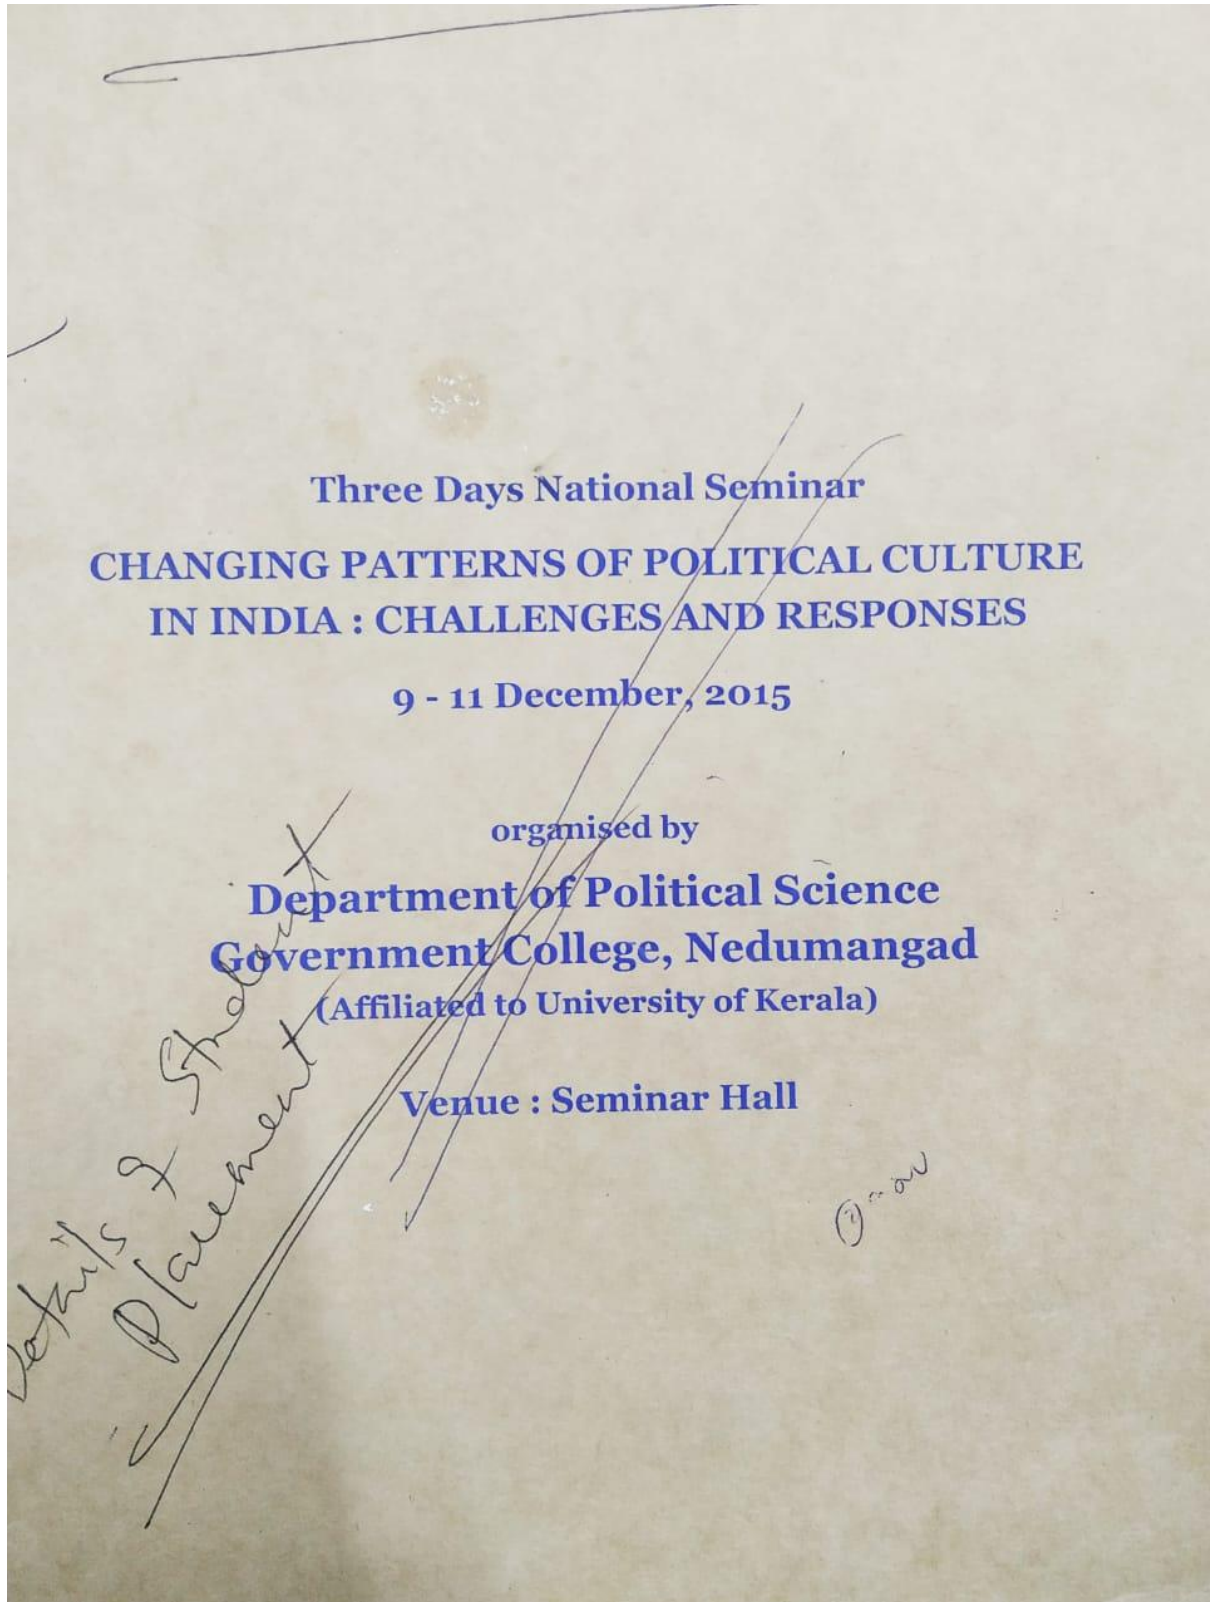 Three Days National Seminar
CHANGING PATTERNS OF POLITICAL CULTURE
IN INDIA : CHALLENGES AND RESPONSES
9 - 11 December, 2015
organised by
Department of Political Science
Government College, Nedumangad
(Affiliated to University of Kerala)
Venue : Seminar Hall
Details of Student
Placement